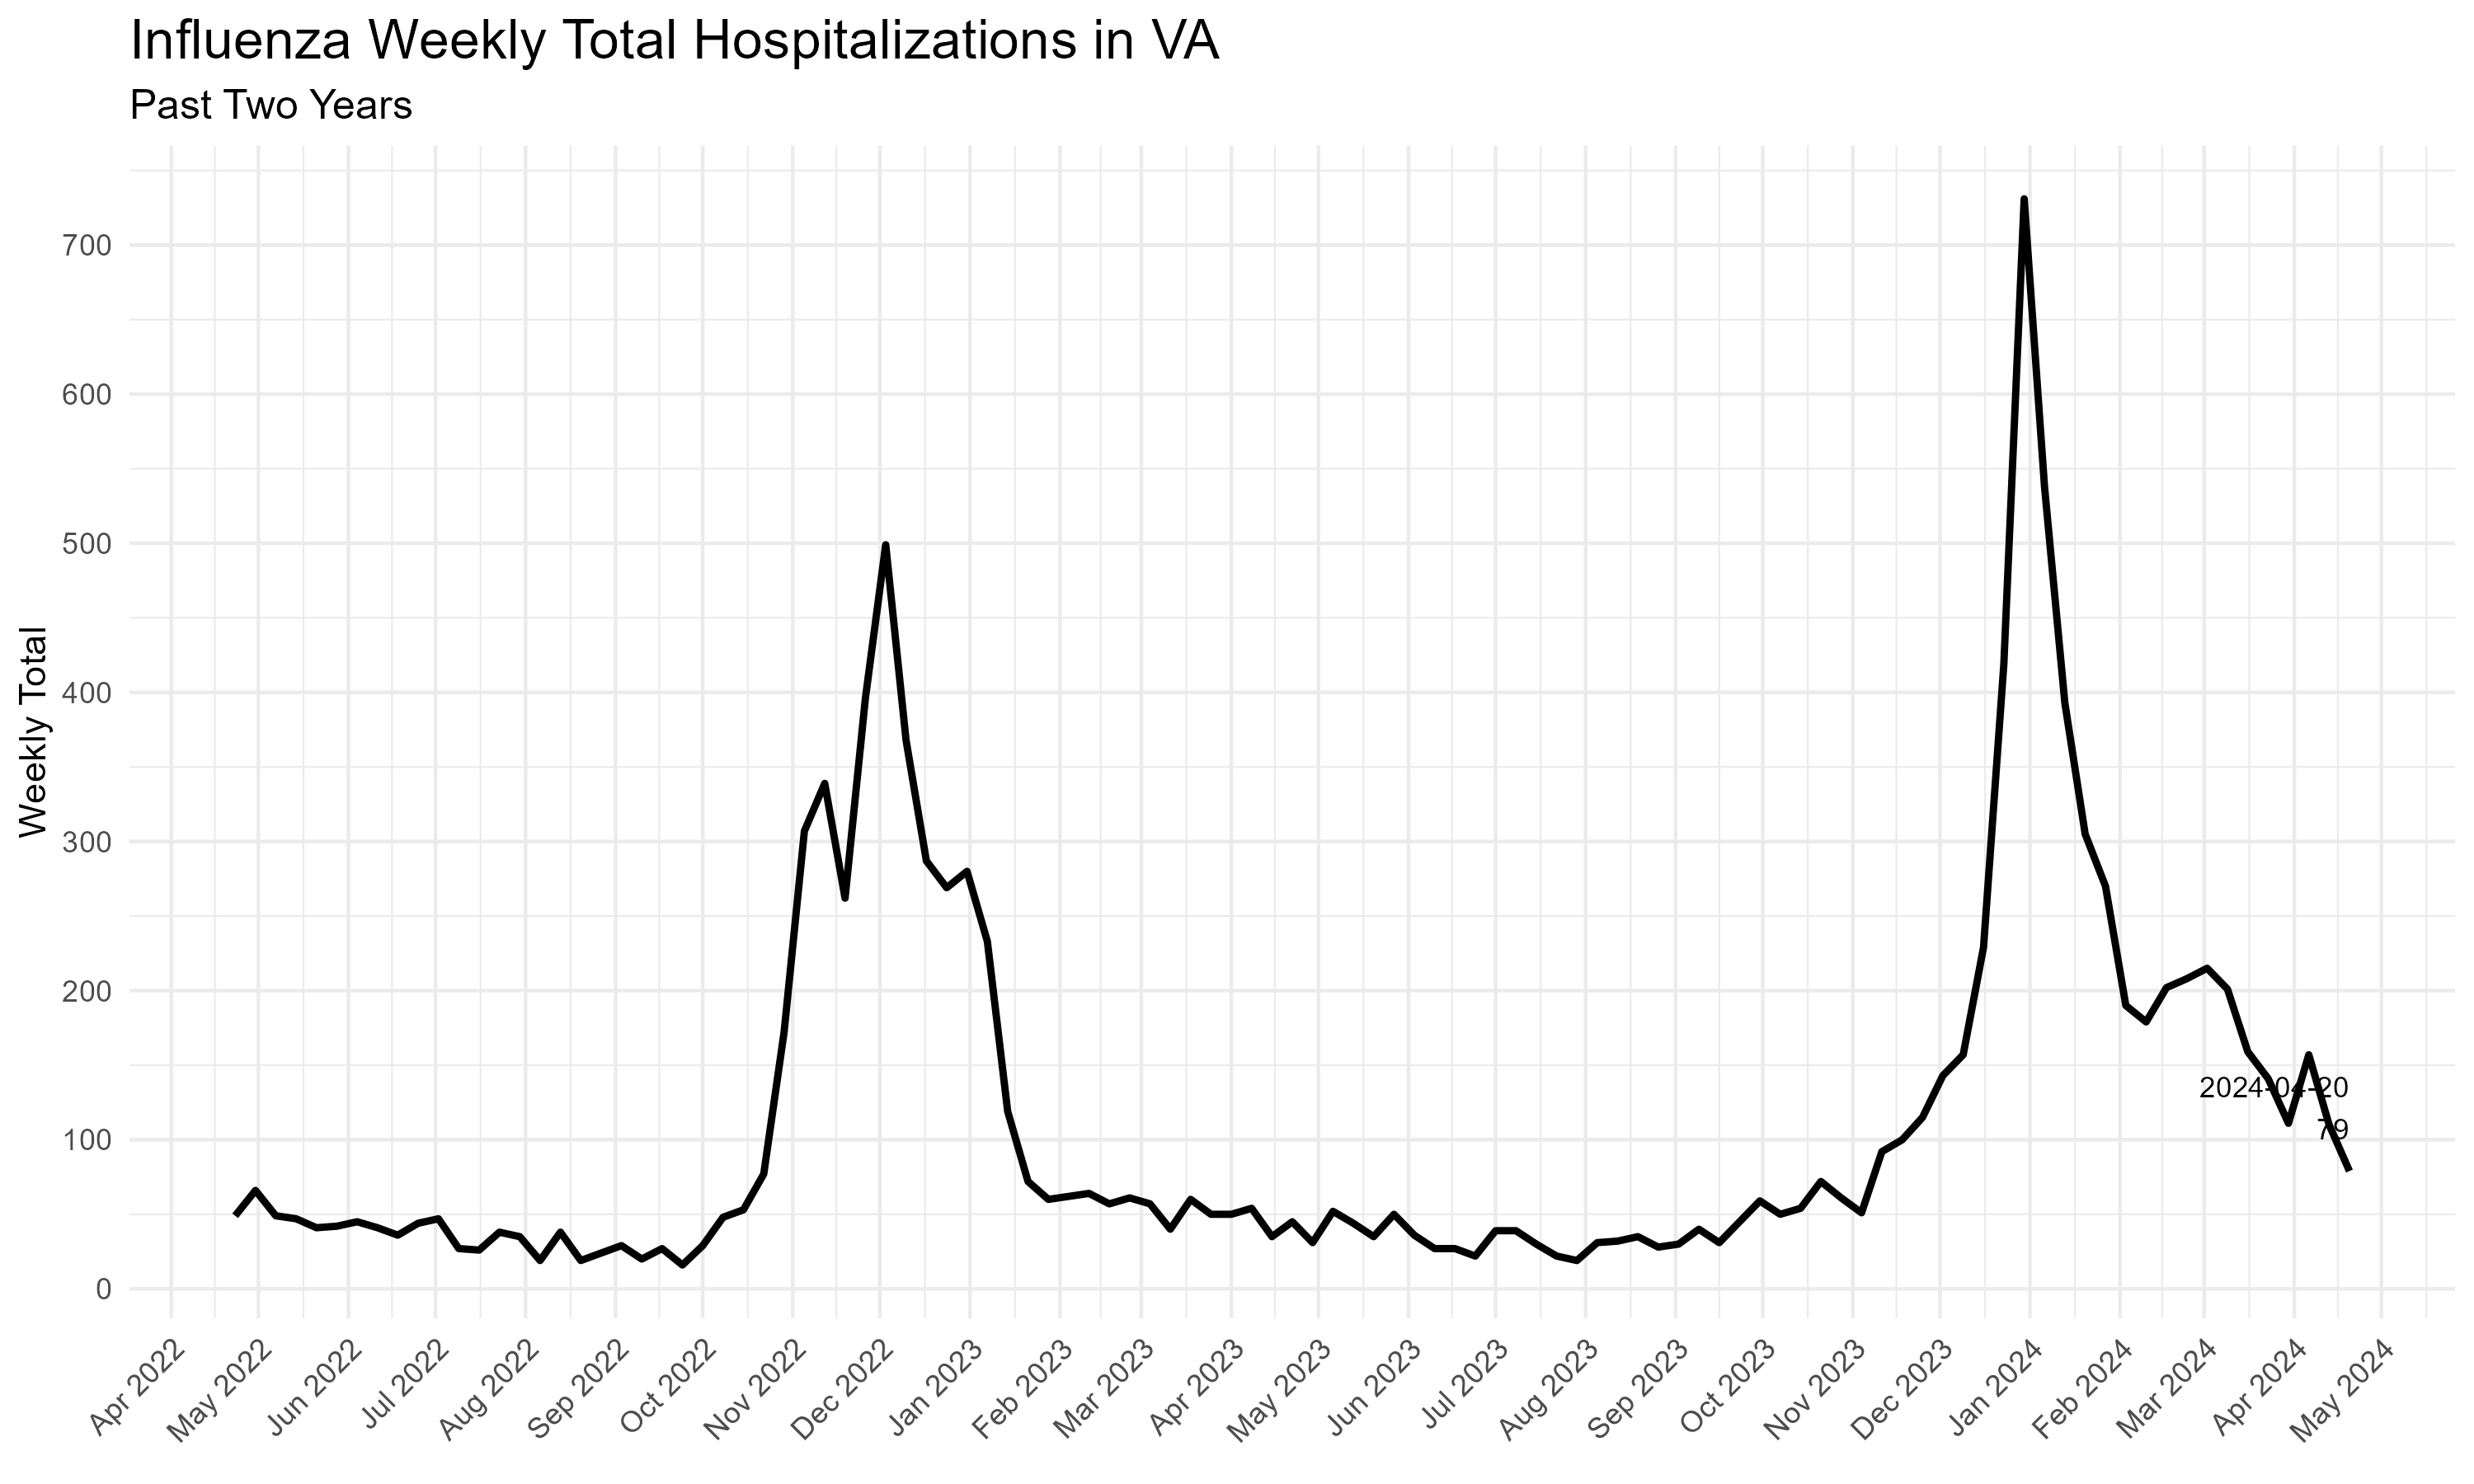 Influenza Weekly Total Hospitalizations in VA
Past Two Years
Weekly Total
700
600
500
400
300
200
100
0
2024-04-20
79
Apr 2022
May 2022
Jun 2022
Jul 2022
Aug 2022
Sep 2022
Oct 2022
Nov 2022
Dec 2022
Jan 2023
Feb 2023
Mar 2023
Apr 2023
May 2023
Jun 2023
Jul 2023
Aug 2023
Sep 2023
Oct 2023
Nov 2023
Dec 2023
Jan 2024
Feb 2024
Mar 2024
Apr 2024
May 2024